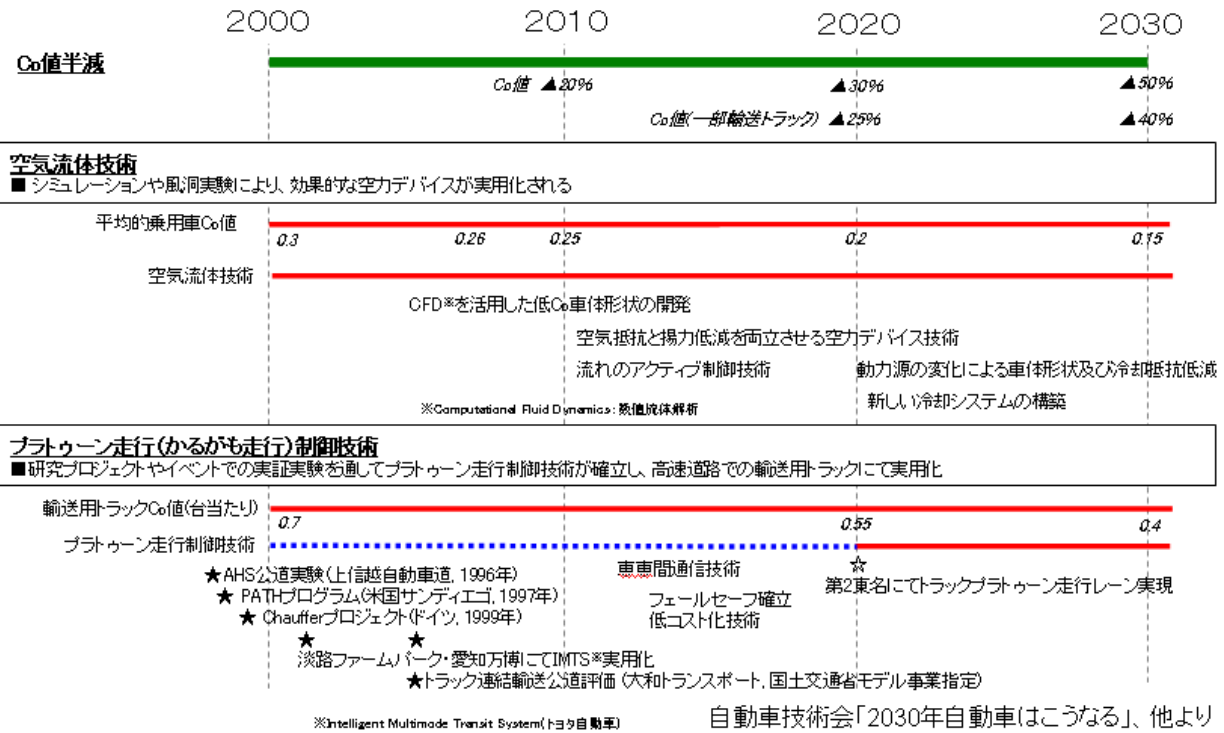 2000 2010 2020 2030
CD値半減
CD値 ▲20% ▲30% ▲50%
CD値(一部輸送トラック) ▲25% ▲40%
空気流体技術
■ シミュレーションや風洞実験により、効果的な空力デバイスが実用化される
平均的乗用車CD値
0.3 0.26 0.25 0.2 0.15
空気流体技術
CFD※を活用した低CD車体形状の開発
空気抵抗と揚力低減を両立させる空力デバイス技術
流れのアクティブ制御技術 動力源の変化による車体形状及び冷却抵抗低減
※Computational Fluid Dynamics:数値流体解析 新しい冷却システムの構築
プラトゥーン走行(かるがも走行)制御技術
■研究プロジェクトやイベントでの実証実験を通してプラトゥーン走行制御技術が確立し、高速道路での輸送用トラックにて実用化
輸送用トラックCD値(台当たり)
0.7 0.55 0.4
プラトゥーン走行制御技術
★AHS公道実験(上信越自動車道, 1996年) 車車間通信技術 ☆
★ PATHプログラム(米国サンディエゴ, 1997年) フェールセーフ確立 第2東名にてトラックプラトゥーン走行レーン実現
★ Chaufferプロジェクト(ドイツ, 1999年) 低コスト化技術
★ ★
淡路ファームパーク・愛知万博にてIMTS※実用化
★トラック連結輸送公道評価 (大和トランスポート, 国土交通省モデル事業指定)
※Intelligent Multimode Transit System(トヨタ自動車) 自動車技術会「2030年自動車はこうなる」、他より